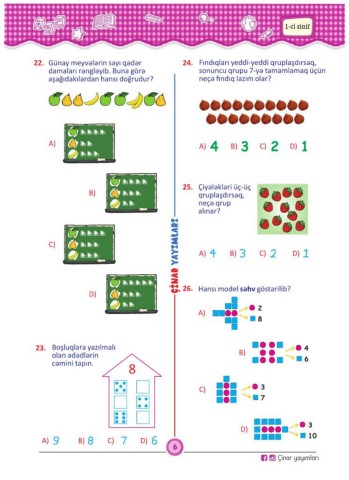 1-ci sinif
22. Günay meyvələrin sayı qədər
damaları rəngləyib. Buna görə
aşağıdakılardan hansı doğrudur?
A)
B)
C)
D)
23. Boşluqlara yazılmalı
olan ədədlərin
cəmini tapın.
8
A) 9 B) 8 C) 7 D) 6
ÇİNAR YAYIMLARI
24. Fındıqları yeddi-yeddi qruplaşdırsaq,
sonuncu qrupu 7-yə tamamlamaq üçün
neçə fındıq lazım olar?
A) 4 B) 3 C) 2 D) 1
25. Çiyələkləri üç-üç
qruplaşdırsaq,
neçə qrup
alınar?
A) 4 B) 3 C) 2 D) 1
26. Hansı model səhv göstərilib?
A) 2
8
B) 4
6
C) 3
7
D) 3
10
6
Çinar yayımları